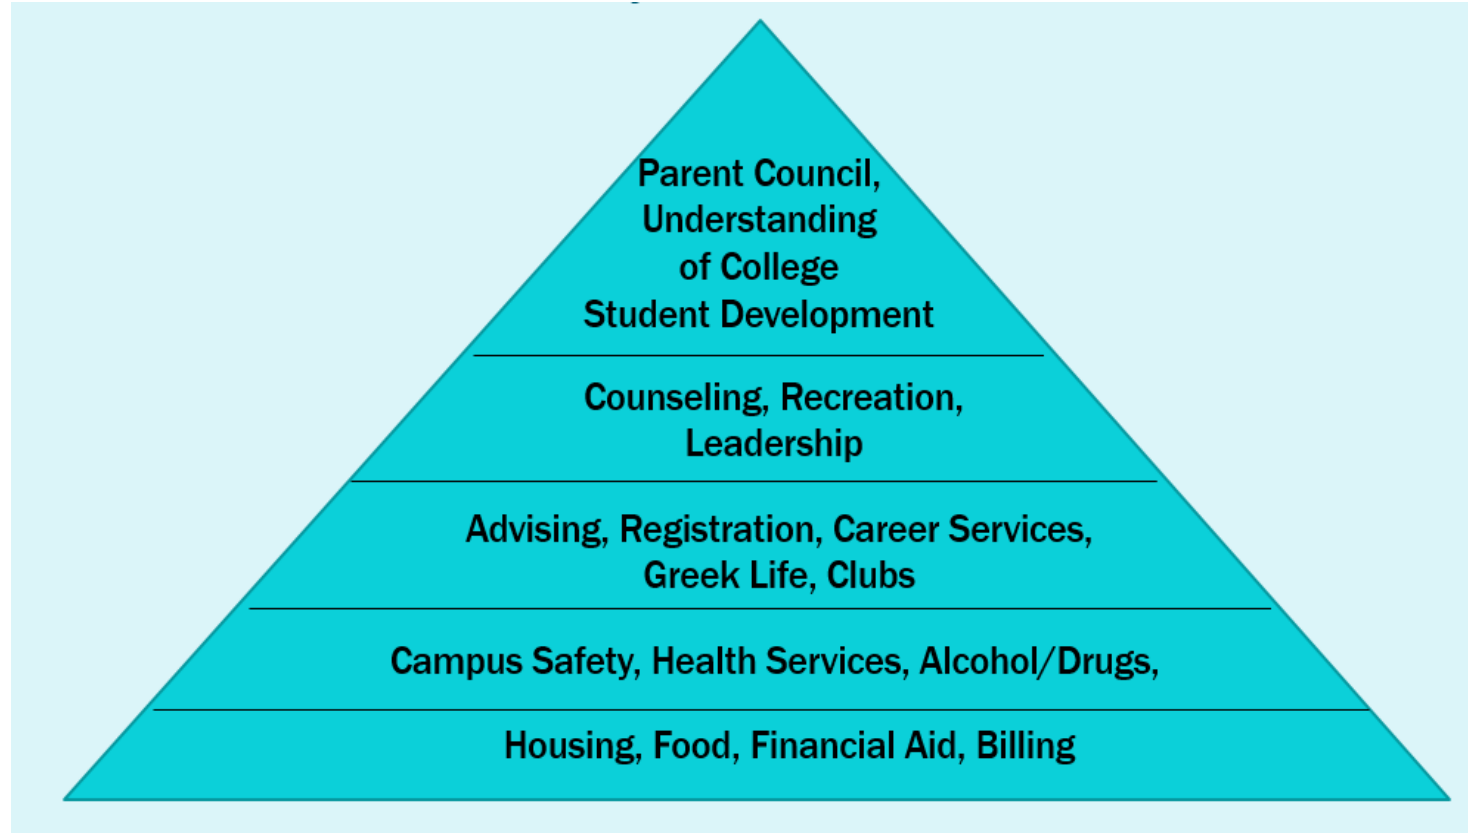 Parent Council,
Understanding
of College
Student Development
Counseling, Recreation,
Leadership
Advising, Registration, Career Services,
Greek Life, Clubs
Campus Safety, Health Services, Alcohol/Drugs,
Housing, Food, Financial Aid, Billing